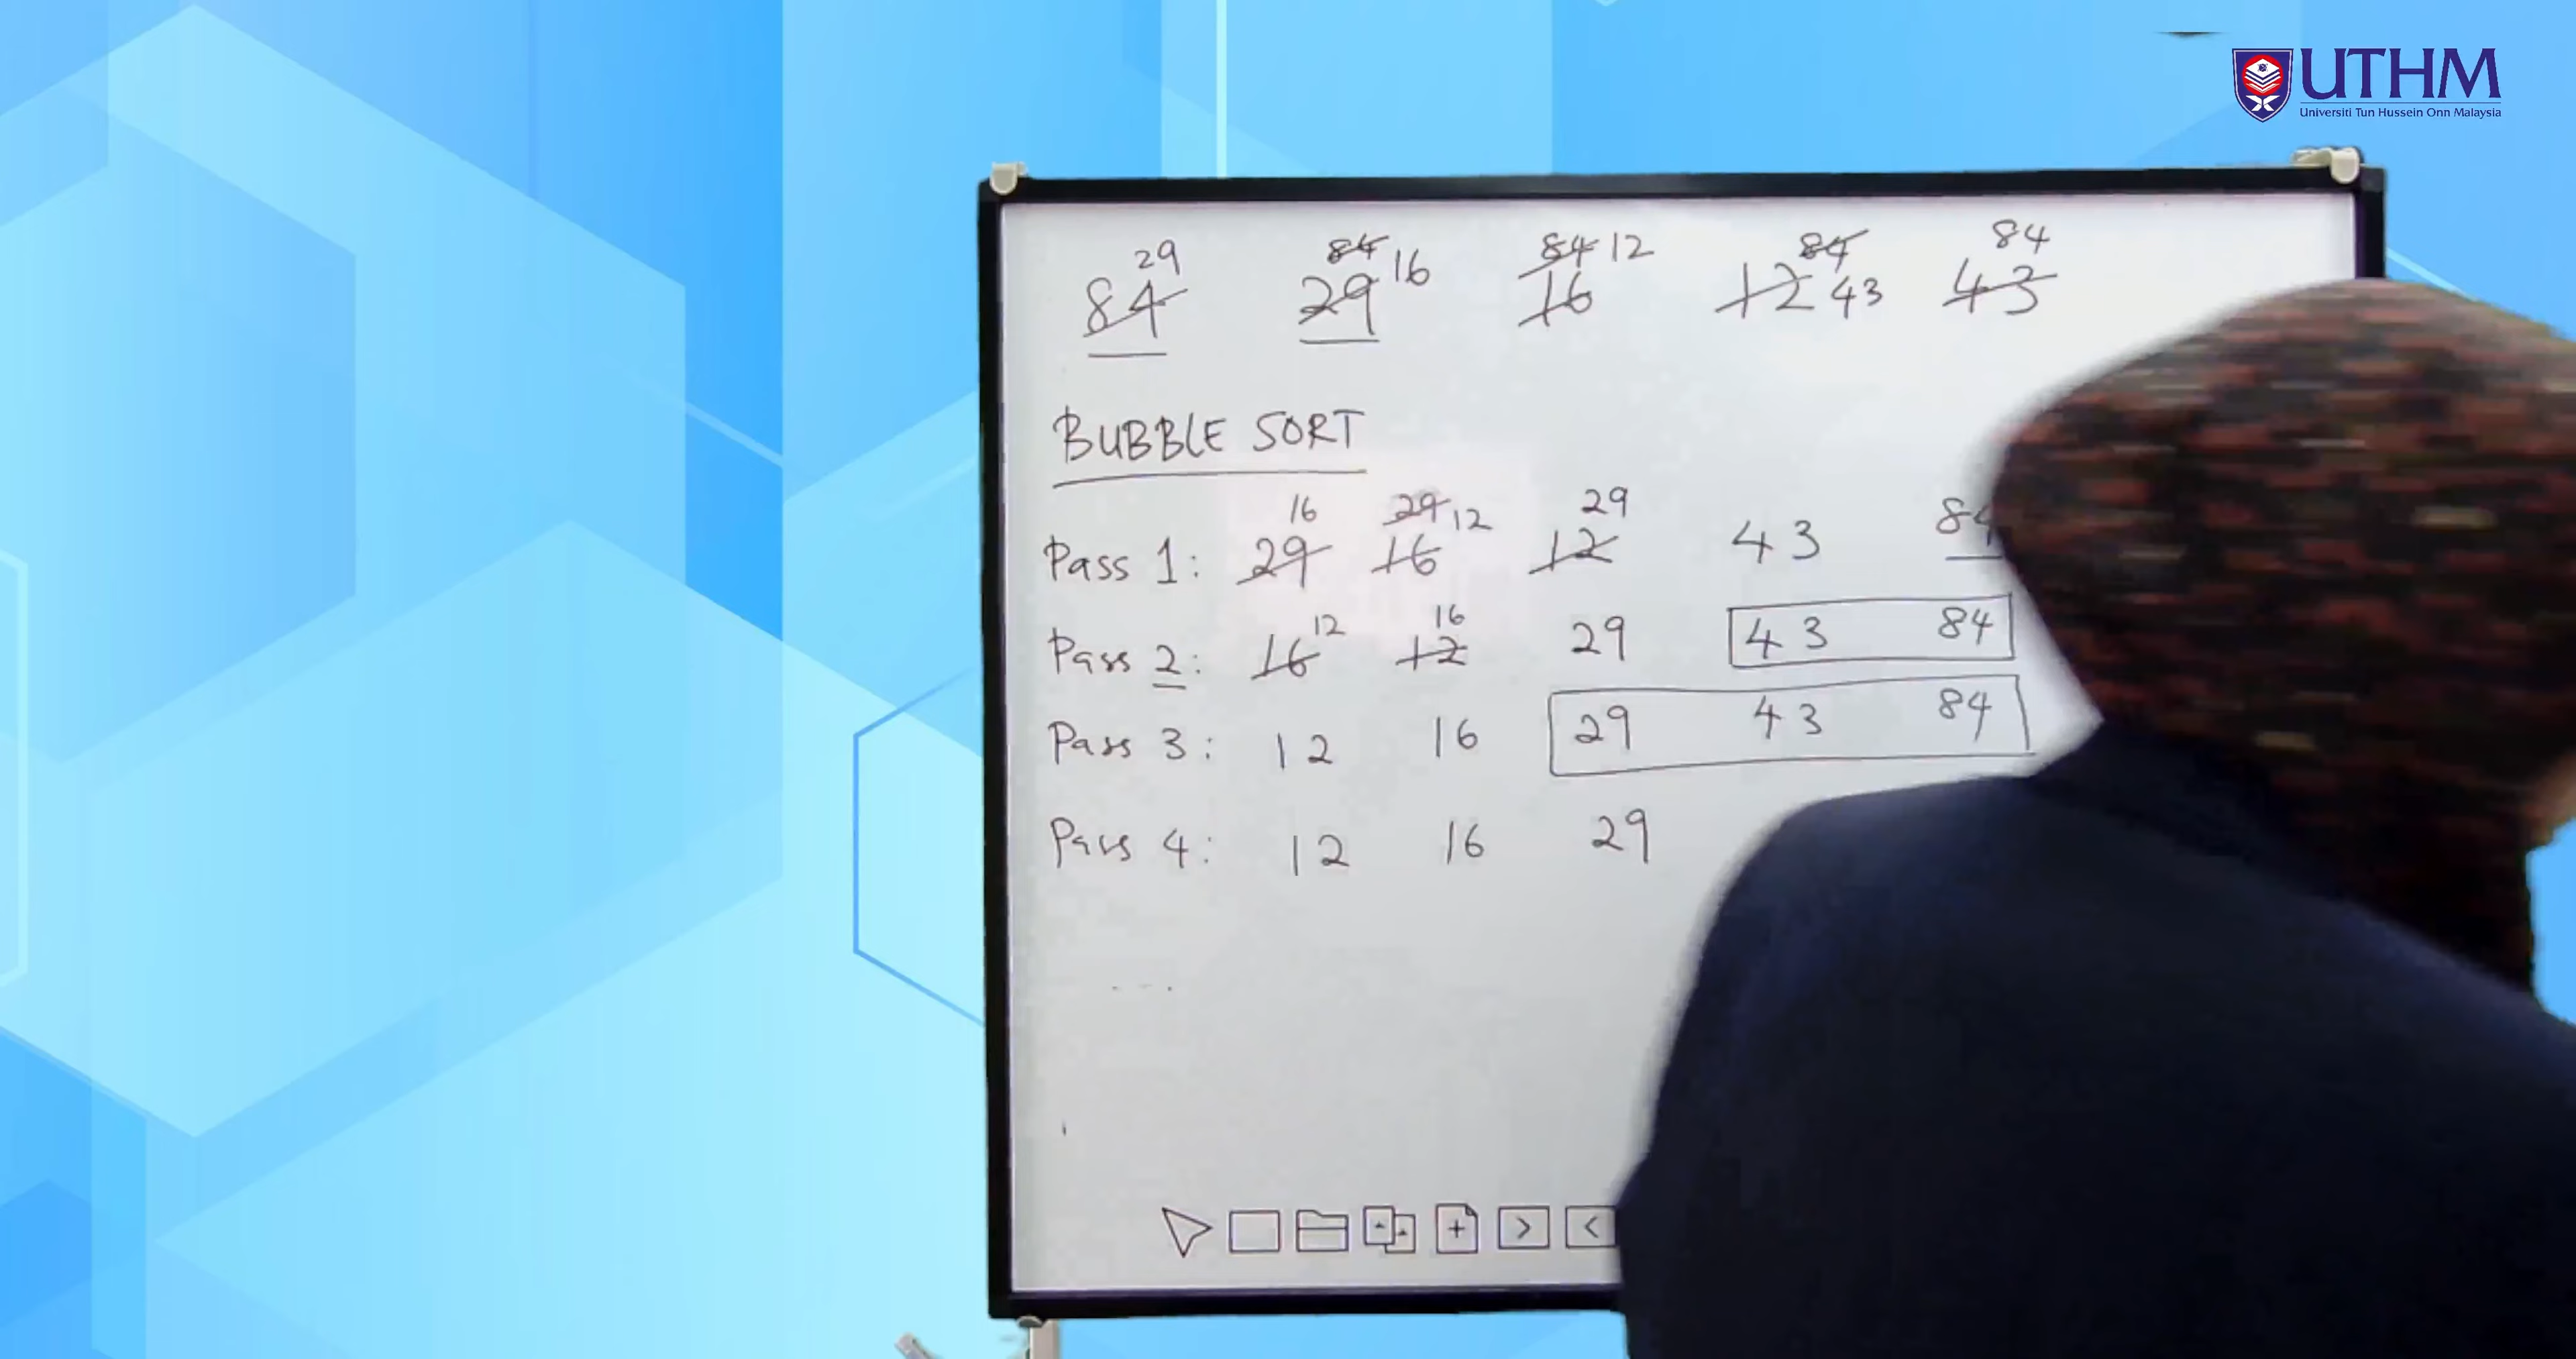 UTHM
Universiti Tun Hussein Onn Malaysia
29 84 16 84 12 84 84
84 29 16 12 43 43
BUBBLE SORT
16 29 12 29
Pass 1: 29 16 12 43 84
12 16
Pass 2: 16 12 29 43 84
Pass 3: 12 16 29 43 84
Pass 4: 12 16 29